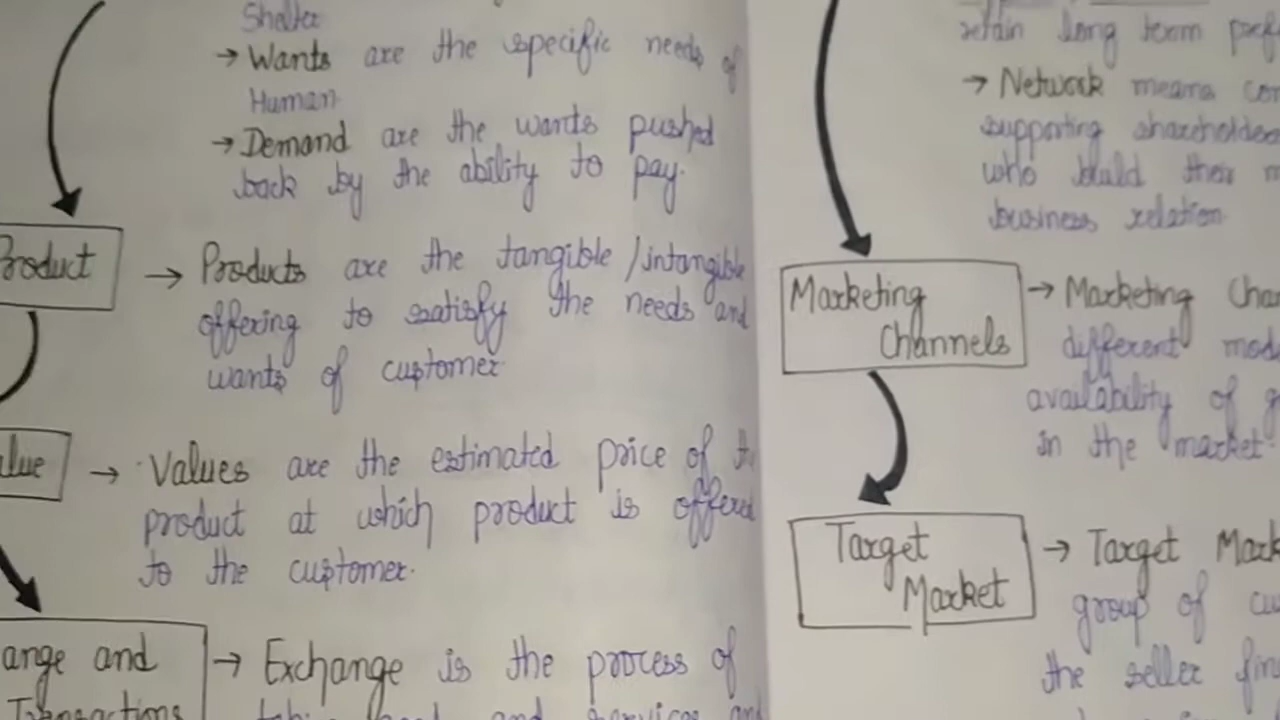 Shelter
→ Wants are the specific needs of
Human
→ Demand are the wants pushed
back by the ability to pay.
Product
→ Products are the tangible/intangible
offering to satisfy the needs and
wants of customer
→ Values are the estimated price of
product at which product is offered
to the customer.
and
→ Exchange is the process of
and services and
retain long term
→ Network means
supporting
who build their
business relation
Marketing
Channels
→ Marketing
different
availability of
in the market
Target
Market
→ Target
group of
the seller